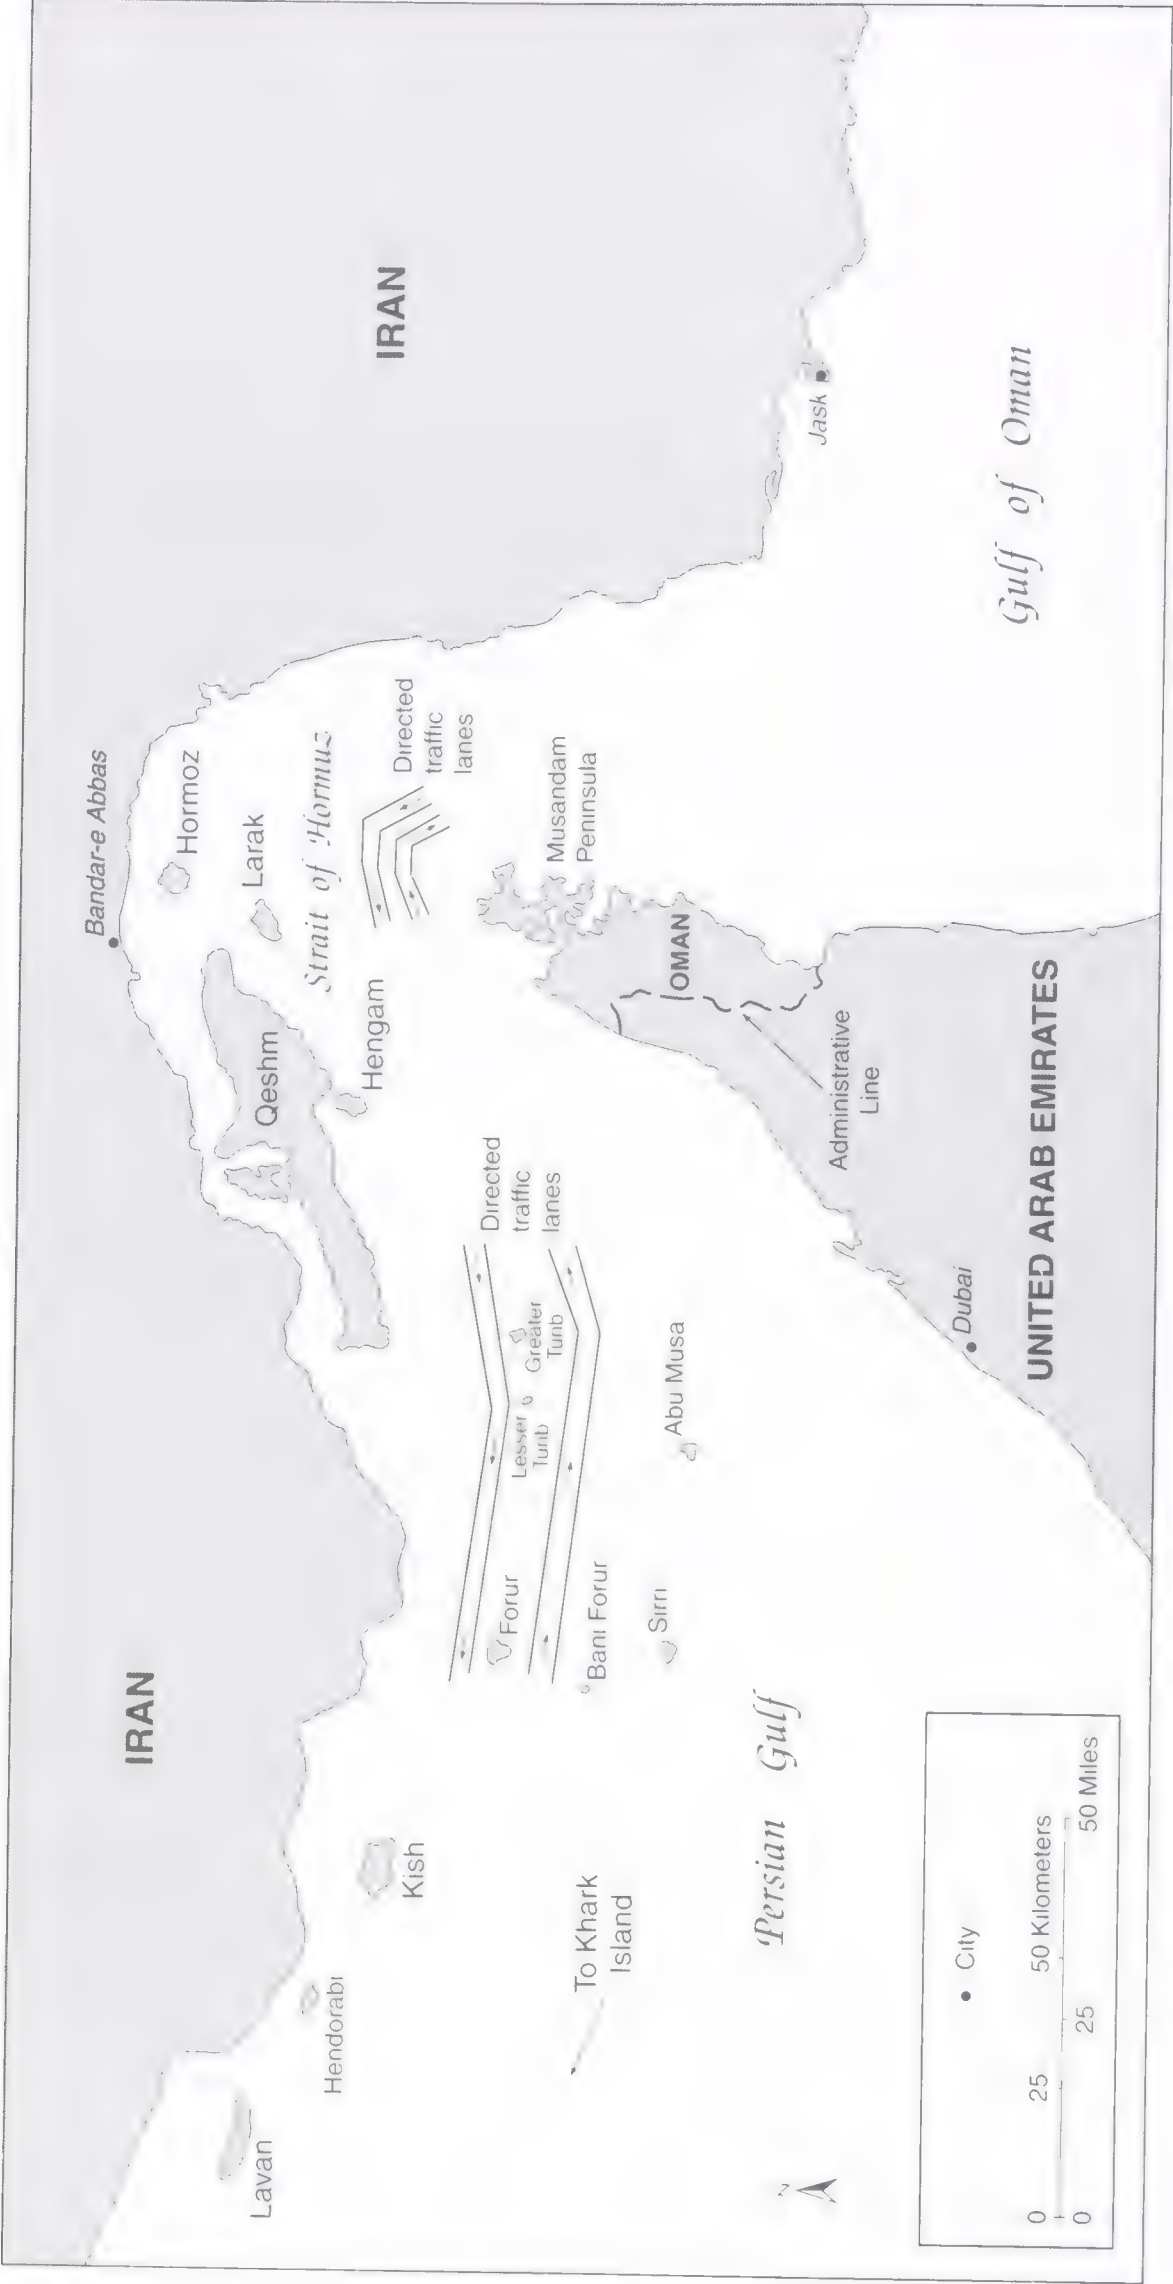 IRAN
IRAN
Bandar-e Abbas
Hormoz
Larak
Strait of Hormuz
Directed
traffic
lanes
Qeshm
Hengam
Musandam
Peninsula
OMAN
Administrative
Line
Jask
Gulf of Oman
Directed
traffic
lanes
Greater
Tunb
Lesser
Tunb
Abu Musa
Forur
Bani Forur
Sirri
Dubai
UNITED ARAB EMIRATES
Lavan
Hendorabi
Kish
To Khark
Island
Persian Gulf
N
City
0 25 50 Kilometers
0 25 50 Miles